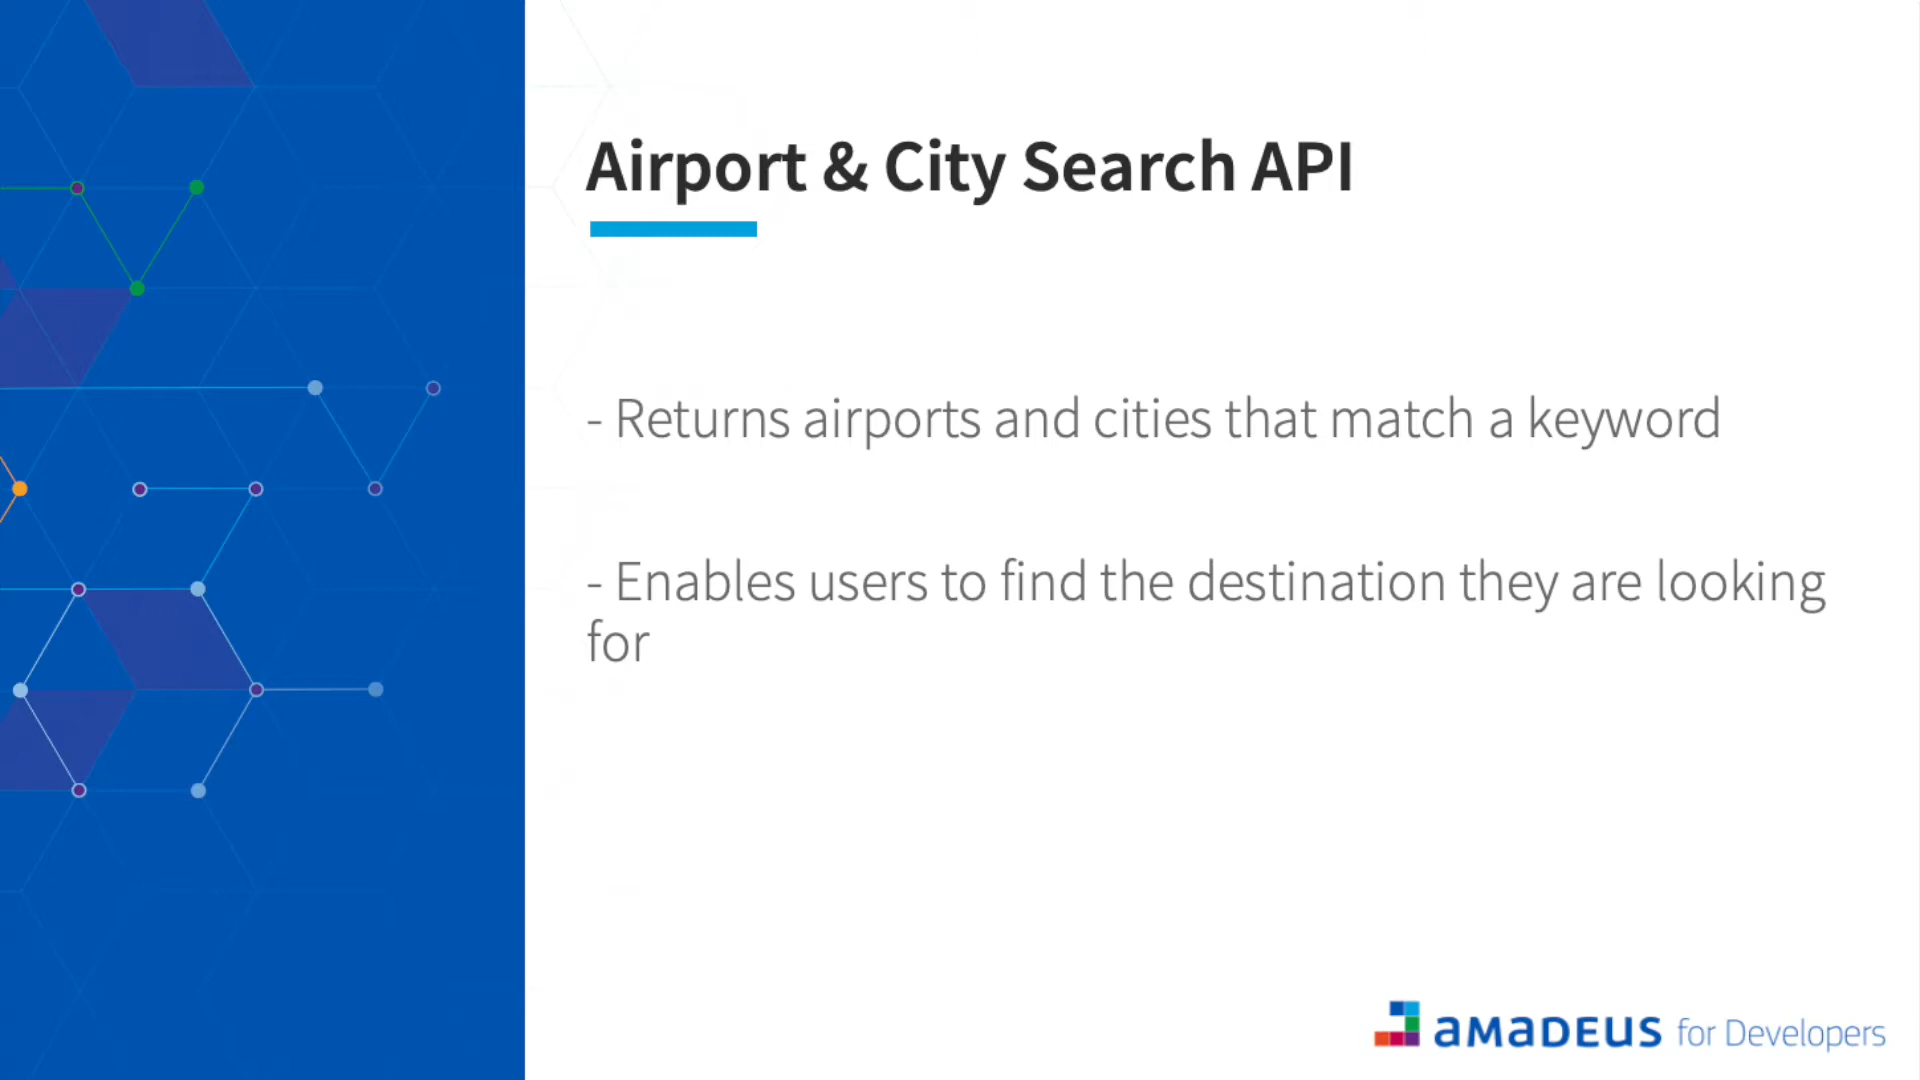 Airport & City Search API
- Returns airports and cities that match a keyword
- Enables users to find the destination they are looking
for
amadeus for Developers